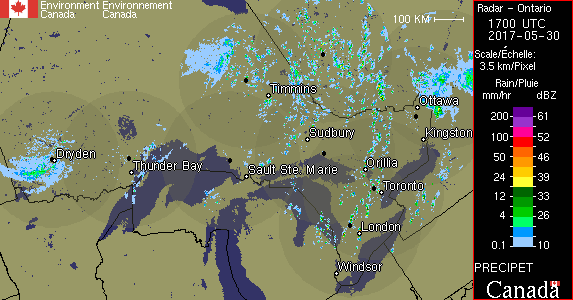 Environment Environnement
Canada Canada
100 KM
Timmins
Ottawa
Sudbury
Kingston
Dryden
Thunder Bay
Sault Ste. Marie
Orillia
Toronto
London
Windsor
Radar - Ontario
1700 UTC
2017-05-30
Scale/Échelle:
3.5 km/Pixel
Rain/Pluie
mm/hr dBZ
200 61
100 52
50 46
24 39
12 33
4 26
0.1 10
PRECIPET
Canada